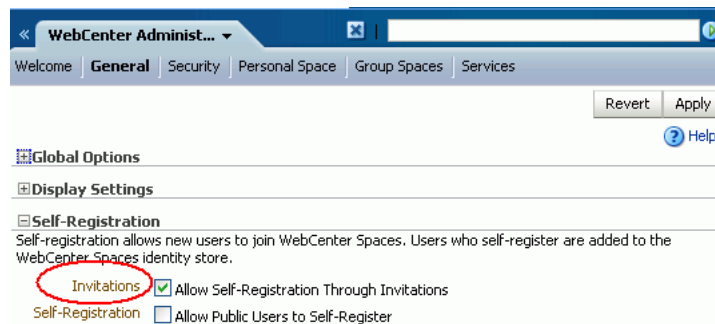 « WebCenter Administ...
Welcome General Security Personal Space Group Spaces Services
Revert Apply
Help
Global Options
Display Settings
Self-Registration
Self-registration allows new users to join WebCenter Spaces. Users who self-register are added to the
WebCenter Spaces identity store.
Invitations Allow Self-Registration Through Invitations
Self-Registration Allow Public Users to Self-Register